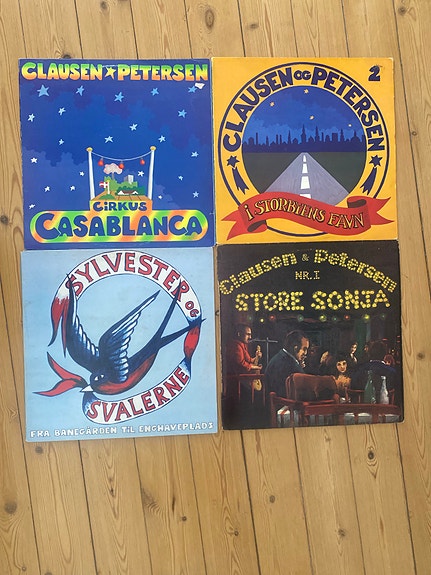 CLAUSEN PETERSEN
CIRKUS
CASABLANCA
CLAUSEN OG PETERSEN
2
I STORBYENS FAVN
SYLVESTER OG
SVALERNE
FRA BANEGÅRDEN TIL ENGHAVEPLADS
Clausen & Petersen
NR. I
STORE SONJA